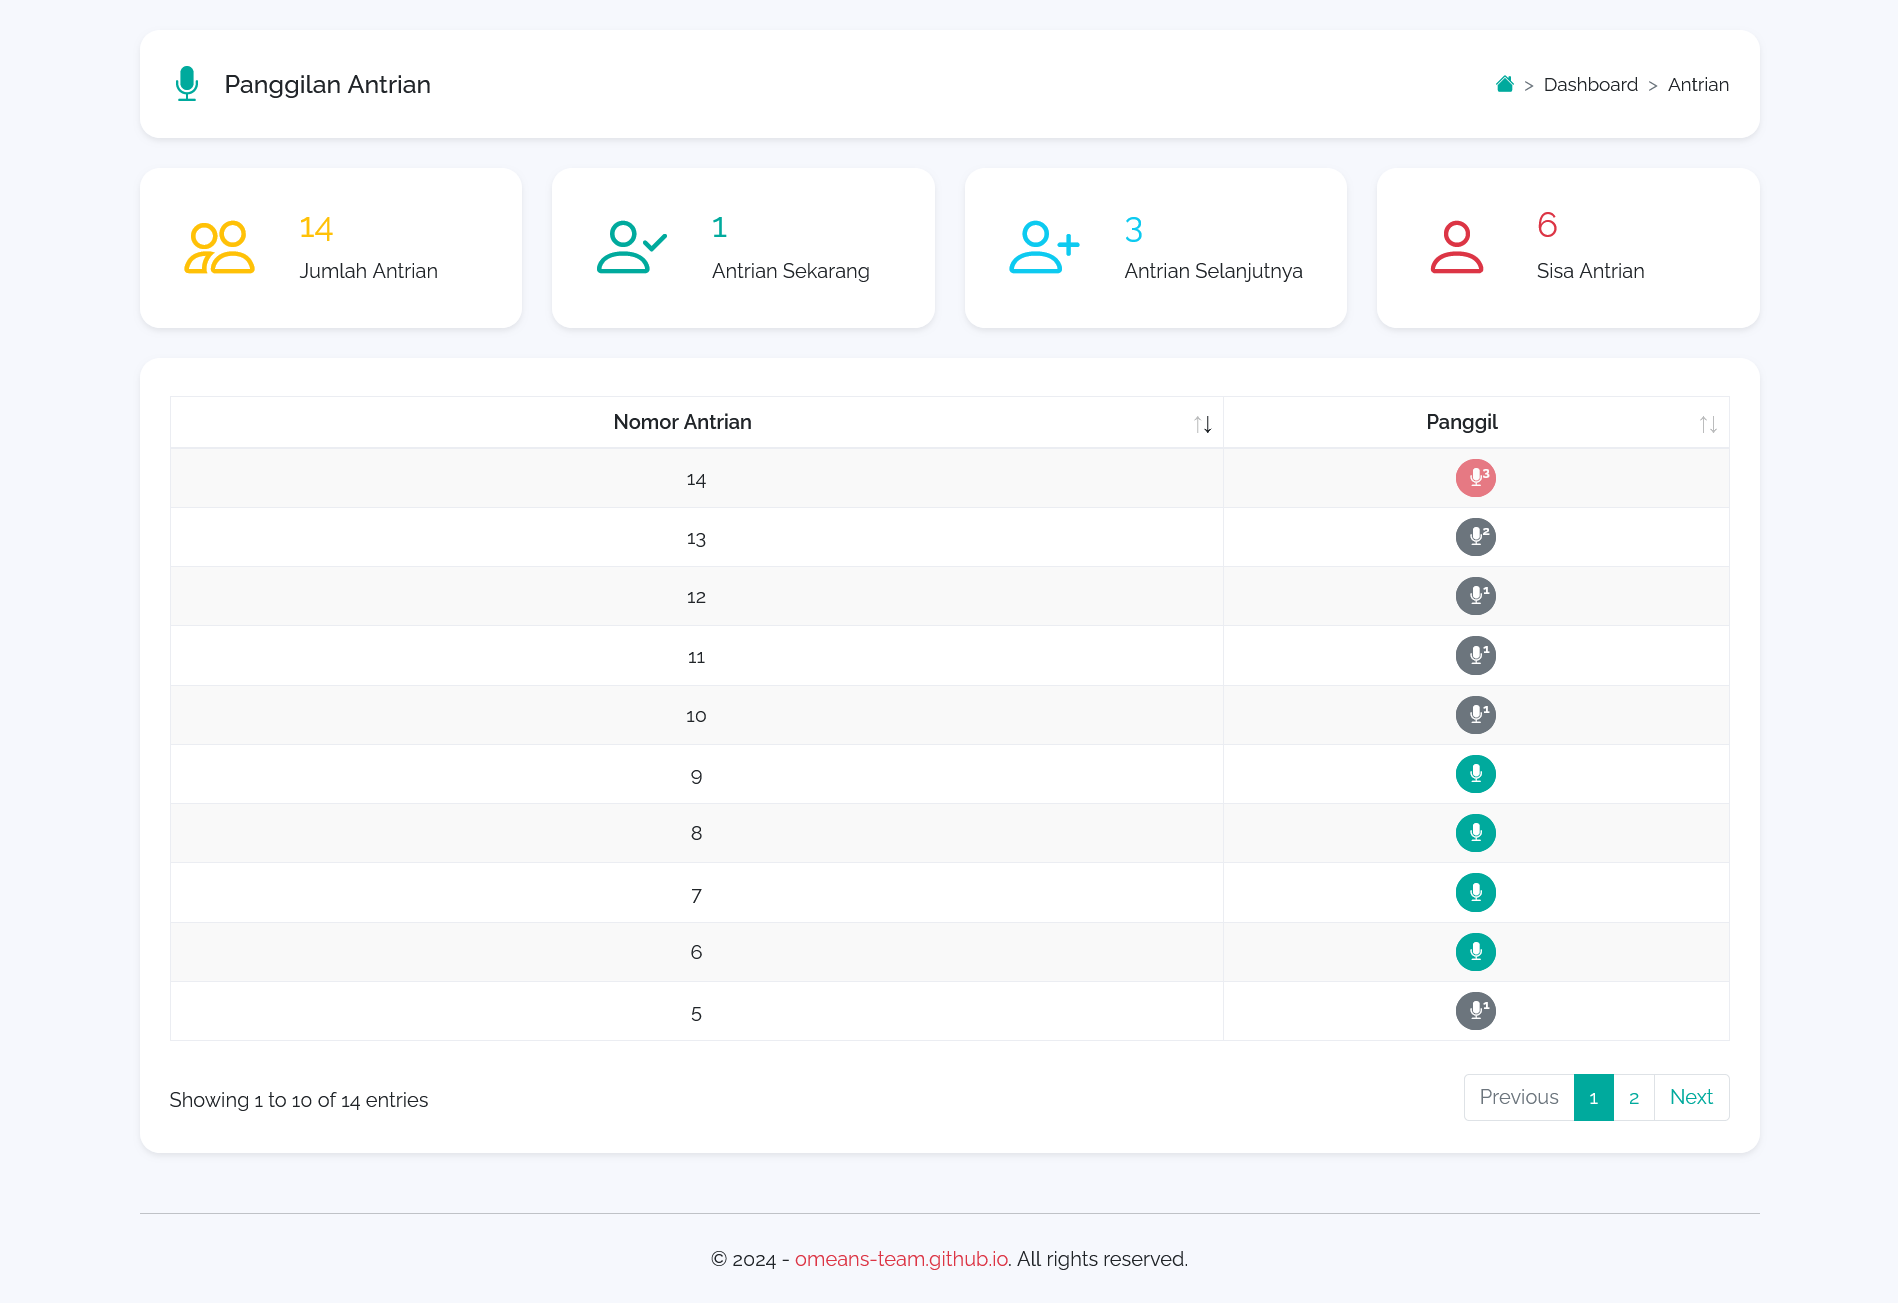 Panggilan Antrian
> Dashboard > Antrian
14
Jumlah Antrian
1
Antrian Sekarang
3
Antrian Selanjutnya
6
Sisa Antrian
Nomor Antrian Panggil
14 3
13 2
12 1
11 1
10 1
9
8
7
6
5 1
Showing 1 to 10 of 14 entries
Previous 1 2 Next
© 2024 - omeans-team.github.io. All rights reserved.